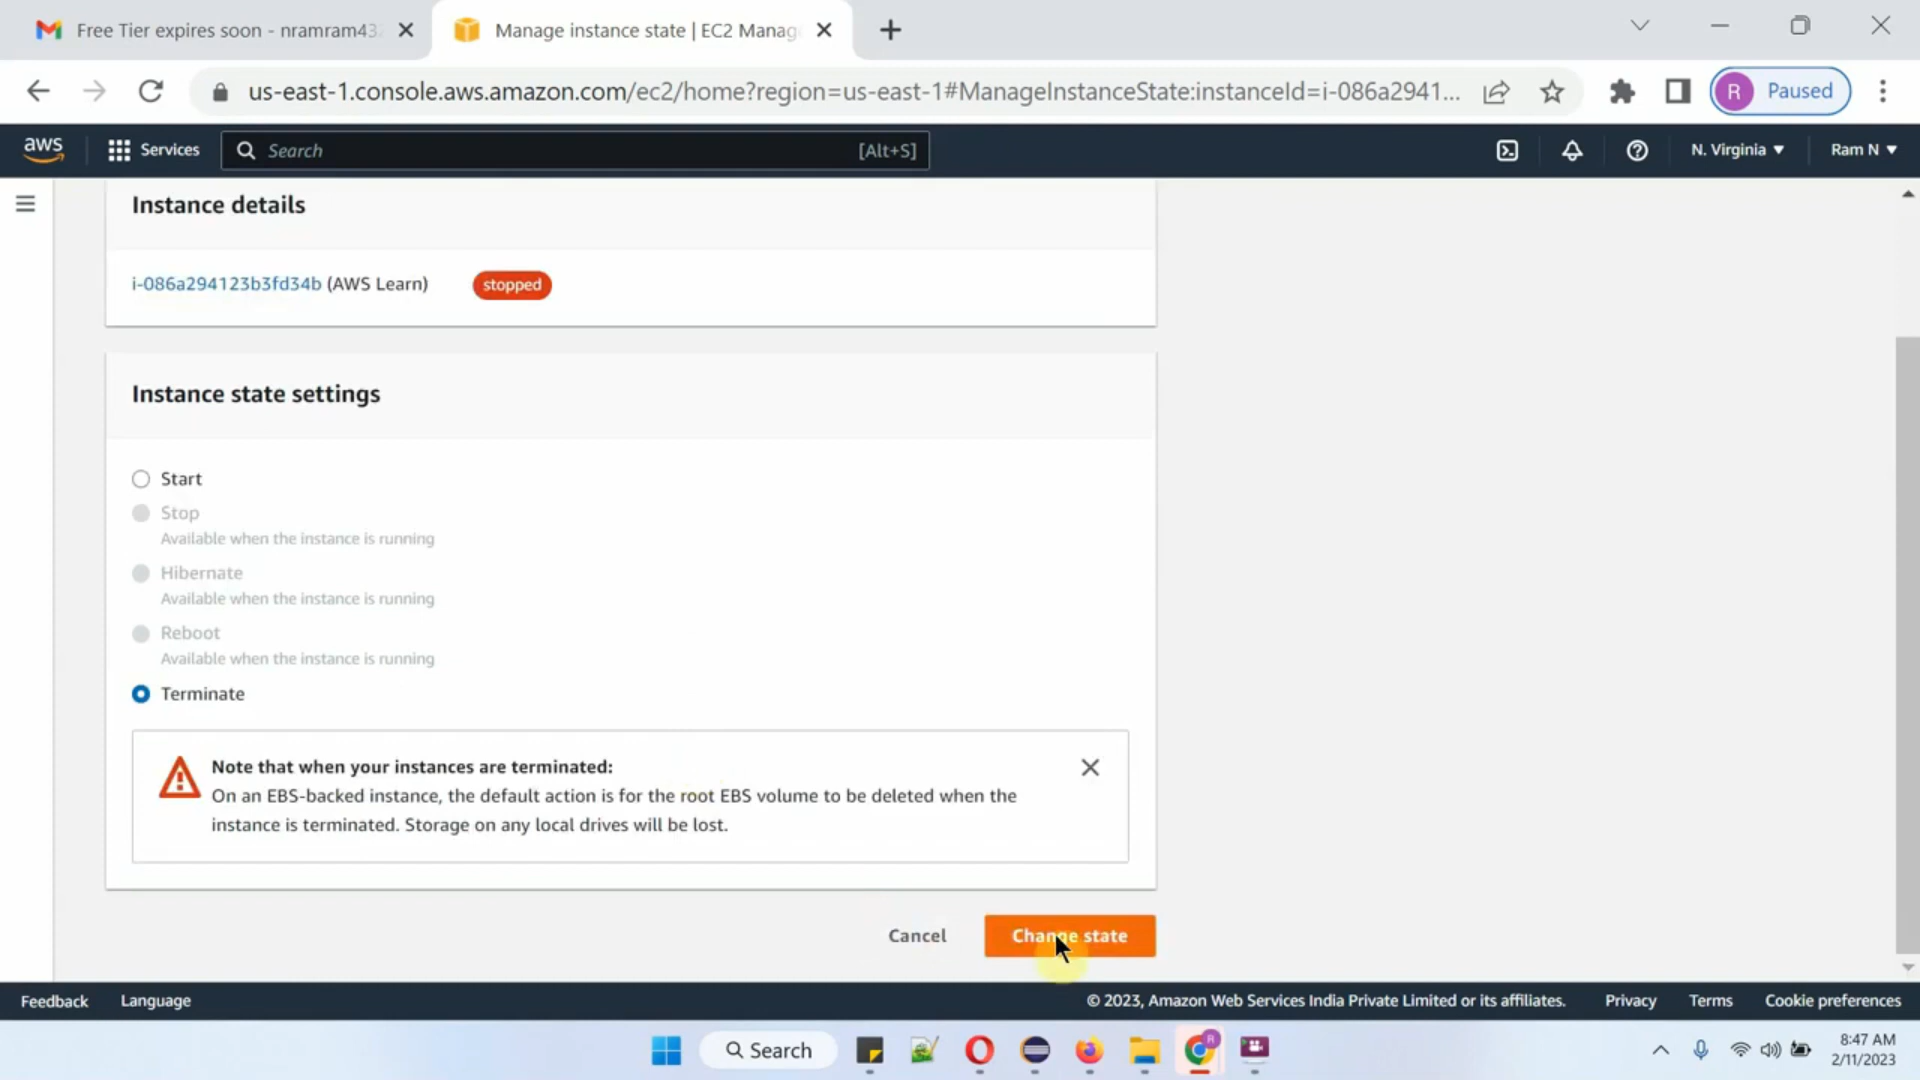 Free Tier expires soon - nramram43
Manage instance state | EC2 Manag
us-east-1.console.aws.amazon.com/ec2/home?region=us-east-1#ManageInstanceState:instanceId=i-086a2941...
R
Paused
aws
Services
Search
[Alt+S]
N. Virginia
Ram N
Instance details
i-086a294123b3fd34b (AWS Learn)
stopped
Instance state settings
Start
Stop
Available when the instance is running
Hibernate
Available when the instance is running
Reboot
Available when the instance is running
Terminate
Note that when your instances are terminated:
On an EBS-backed instance, the default action is for the root EBS volume to be deleted when the
instance is terminated. Storage on any local drives will be lost.
Cancel
Change state
Feedback
Language
© 2023, Amazon Web Services India Private Limited or its affiliates.
Privacy
Terms
Cookie preferences
Search
R
8:47 AM
2/11/2023